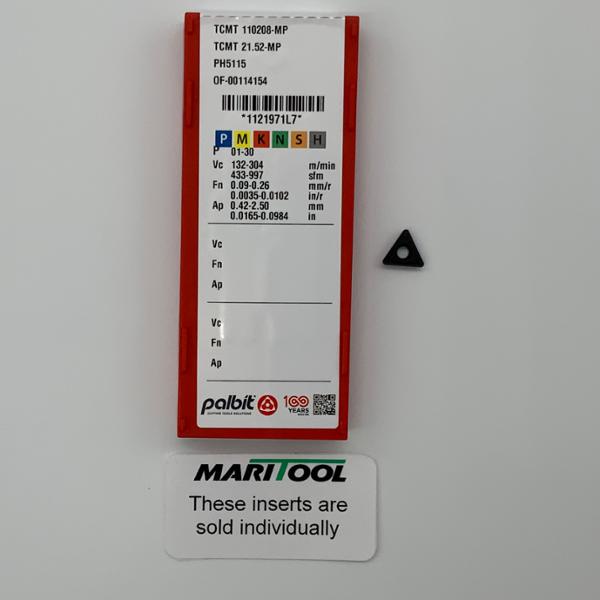 TCMT 110208-MP
TCMT 21.52-MP
PH5115
OF-00114154
*1121971L7*
P M K N S H
P 01-30
Vc 132-304 m/min
433-997 sfm
Fn 0.09-0.26 mm/r
0.0035-0.0102 in/r
Ap 0.42-2.50 mm
0.0165-0.0984 in
Vc
Fn
Ap
Vc
Fn
Ap
palbit
CUTTING TOOLS SOLUTIONS
100
YEARS
MARITOOL
These inserts are
sold individually